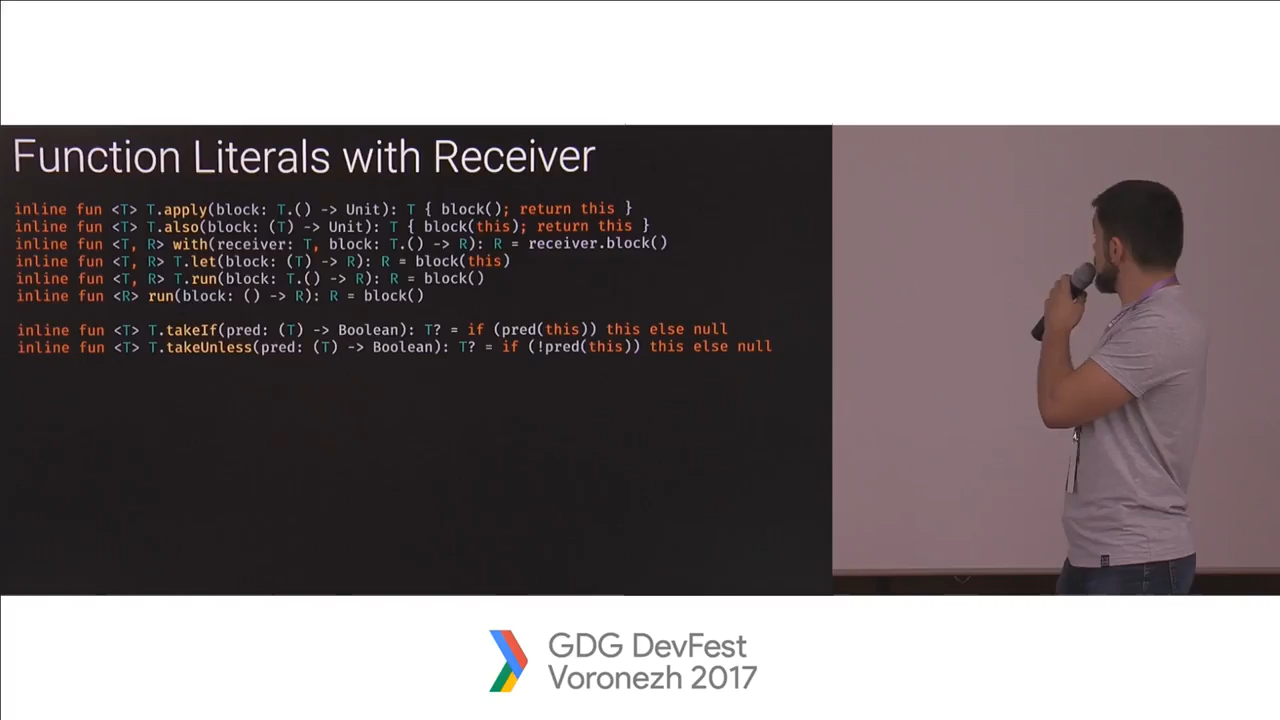 Function Literals with Receiver
inline fun <T> T.apply(block: T.() -> Unit): T { block(); return this }
inline fun <T> T.also(block: (T) -> Unit): T { block(this); return this }
inline fun <T, R> with(receiver: T, block: T.() -> R): R = receiver.block()
inline fun <T, R> T.let(block: (T) -> R): R = block(this)
inline fun <T, R> T.run(block: T.() -> R): R = block()
inline fun <R> run(block: () -> R): R = block()
inline fun <T> T.takeIf(pred: (T) -> Boolean): T? = if (pred(this)) this else null
inline fun <T> T.takeUnless(pred: (T) -> Boolean): T? = if (!pred(this)) this else null
GDG DevFest
Voronezh 2017